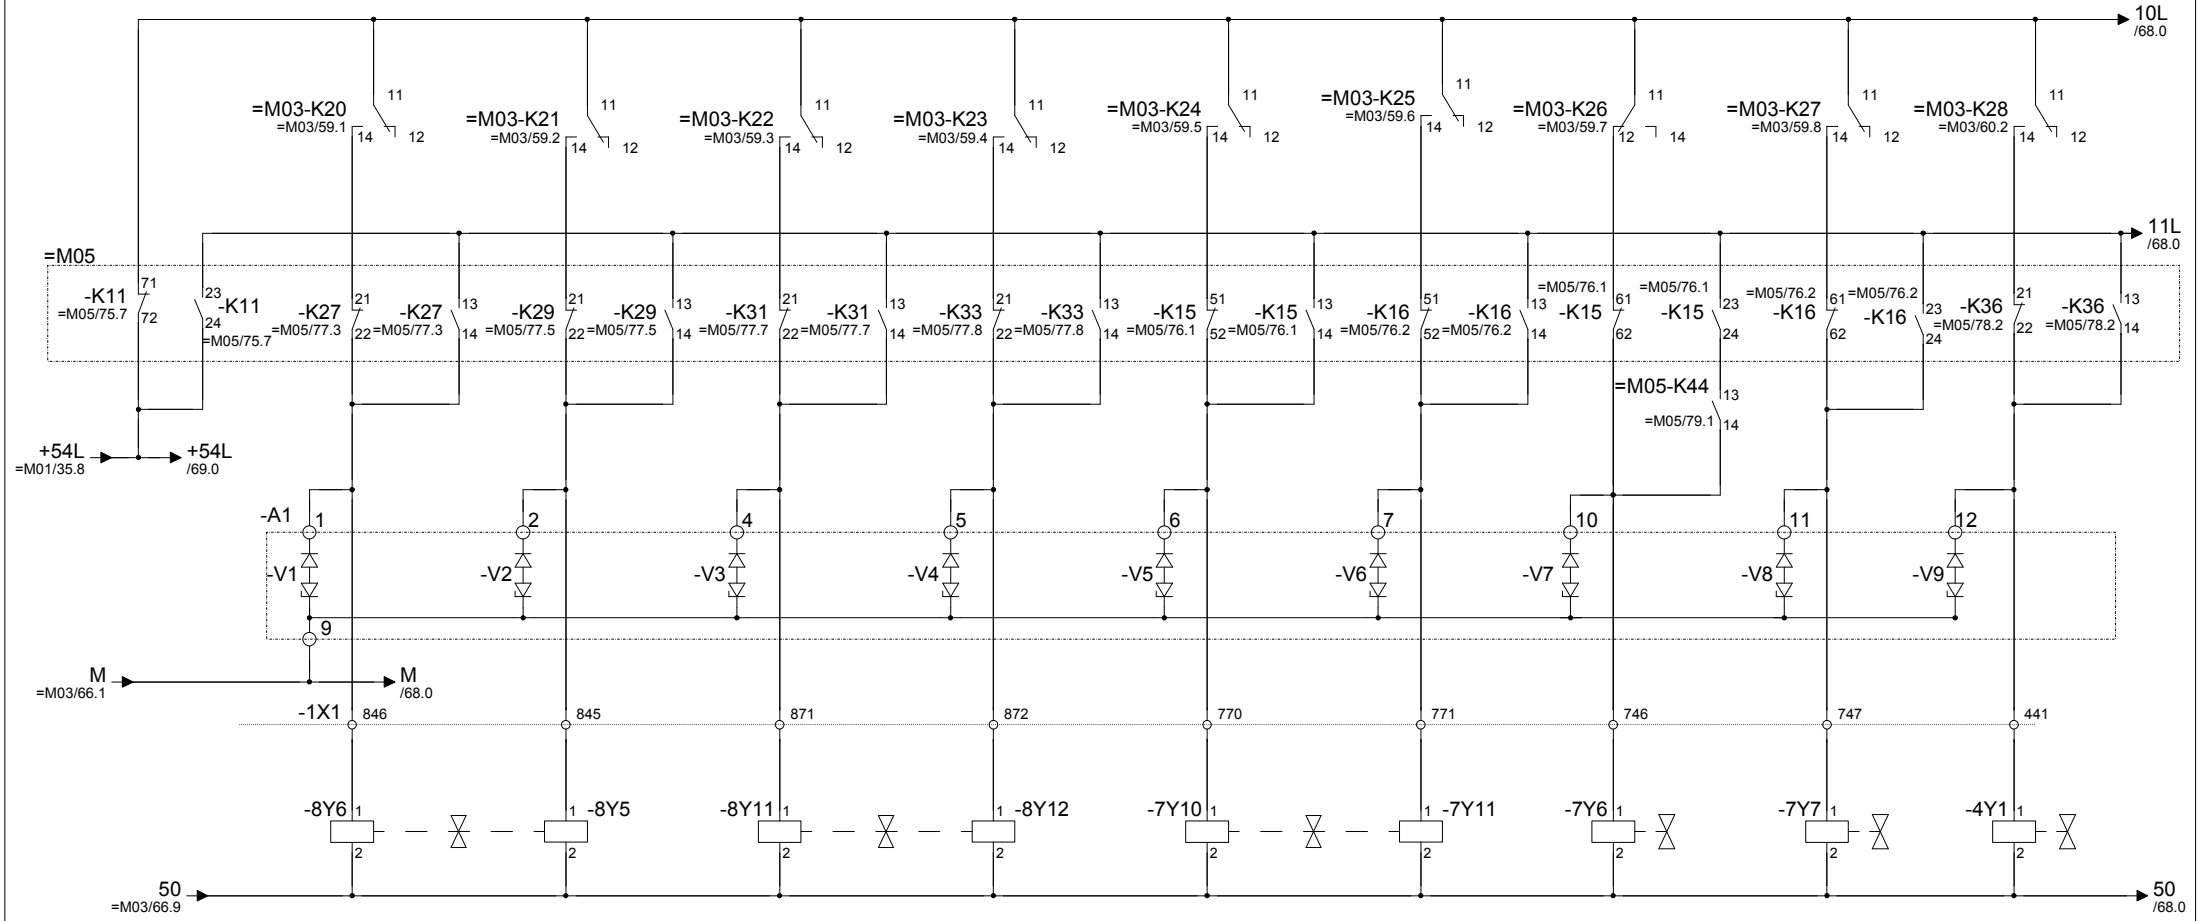 10L
/68.0
=M03-K20
=M03/59.1
11
14
12
=M03-K21
=M03/59.2
11
14
12
=M03-K22
=M03/59.3
11
14
12
=M03-K23
=M03/59.4
11
14
12
=M03-K24
=M03/59.5
11
14
12
=M03-K25
=M03/59.6
11
14
12
=M03-K26
=M03/59.7
11
12
14
=M03-K27
=M03/59.8
11
14
12
=M03-K28
=M03/60.2
11
14
12
11L
/68.0
=M05
-K11
=M05/75.7
71
72
23
-K11
24
=M05/75.7
-K27
=M05/77.3
21
22
-K27
=M05/77.3
13
14
-K29
=M05/77.5
21
22
-K29
=M05/77.5
13
14
-K31
=M05/77.7
21
22
-K31
=M05/77.7
13
14
-K33
=M05/77.8
21
22
-K33
=M05/77.8
13
14
-K15
=M05/76.1
51
52
-K15
=M05/76.1
13
14
-K16
=M05/76.2
51
52
-K16
=M05/76.2
13
14
=M05/76.1
-K15
61
62
=M05/76.1
-K15
23
24
=M05/76.2
-K16
61
62
=M05/76.2
-K16
23
24
-K36
=M05/78.2
21
22
-K36
=M05/78.2
13
14
=M05-K44
=M05/79.1
13
14
+54L
=M01/35.8
+54L
/69.0
-A1
1
2
4
5
6
7
10
11
12
-V1
-V2
-V3
-V4
-V5
-V6
-V7
-V8
-V9
9
M
=M03/66.1
M
/68.0
-1X1
846
845
871
872
770
771
746
747
441
-8Y6
1
2
-8Y5
1
2
-8Y11
1
2
-8Y12
1
2
-7Y10
1
2
-7Y11
1
2
-7Y6
1
2
-7Y7
1
2
-4Y1
1
2
50
=M03/66.9
50
/68.0